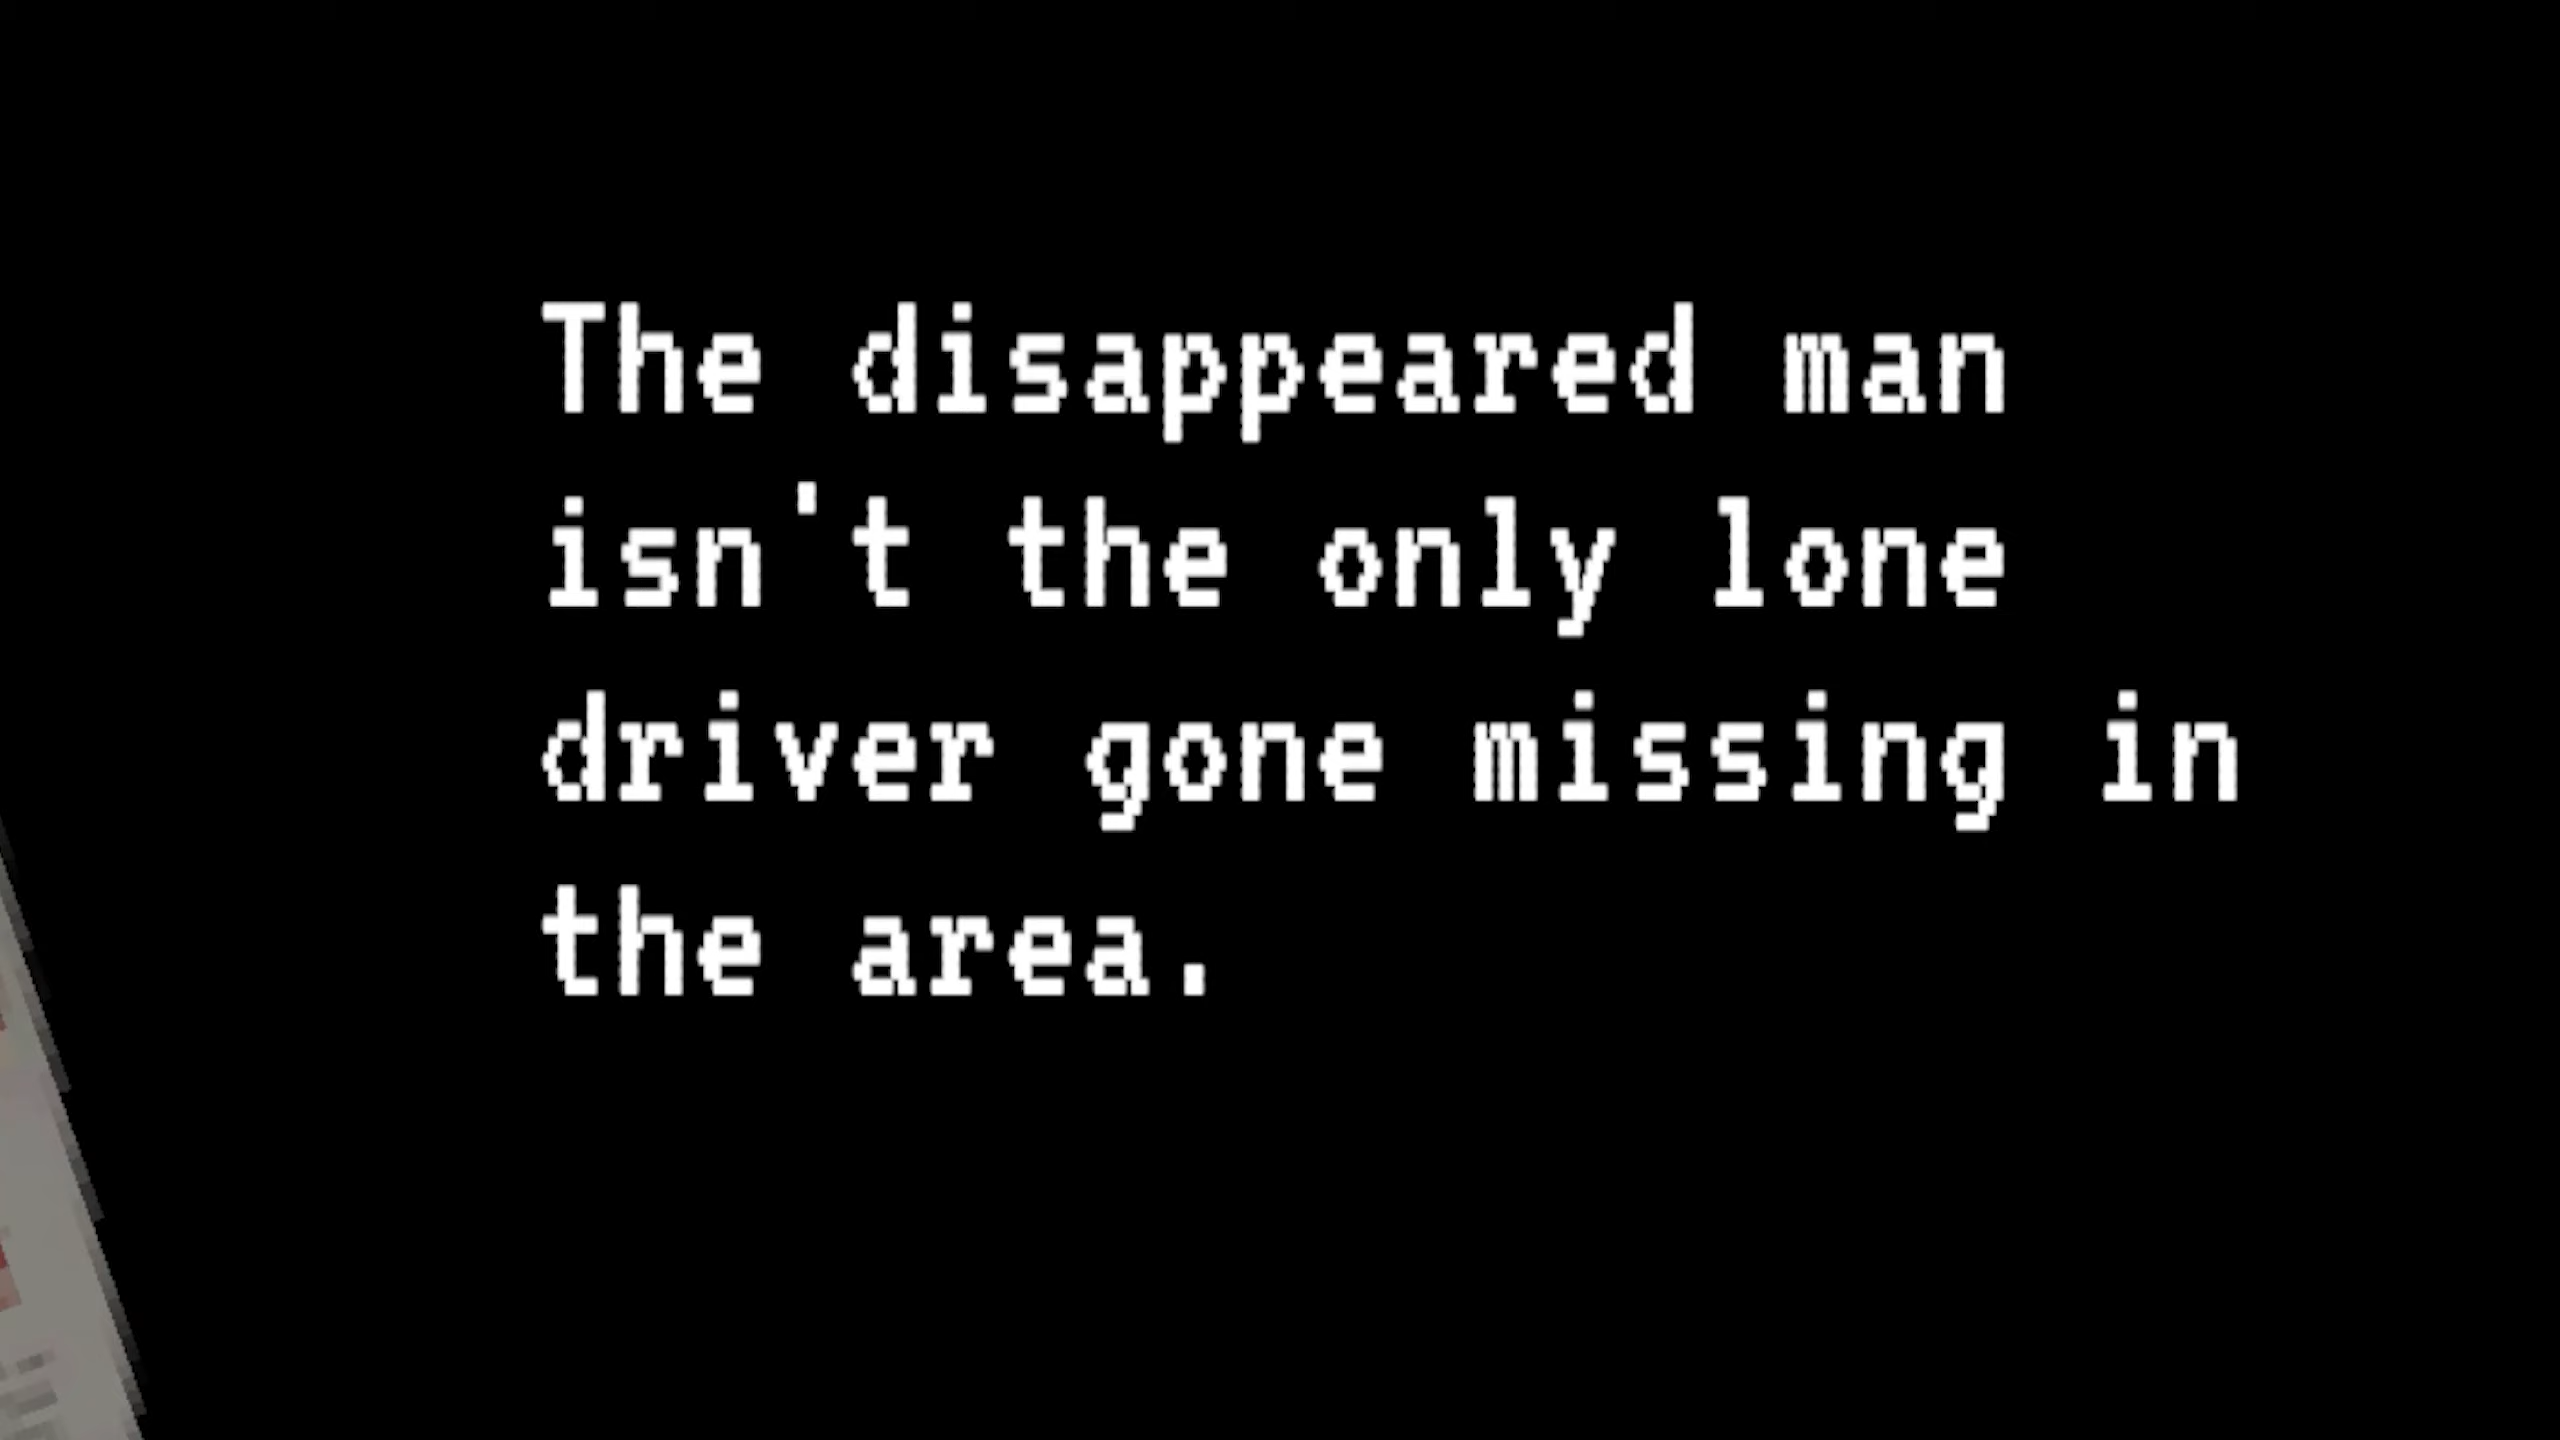 The disappeared man
isn't the only lone
driver gone missing in
the area.